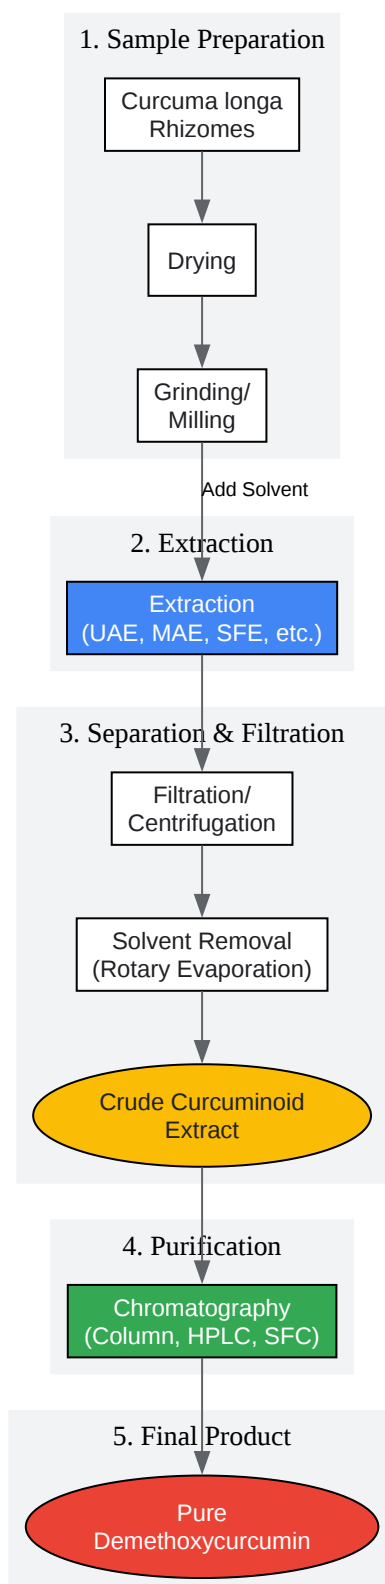 1. Sample Preparation
Curcuma longa
Rhizomes
Drying
Grinding/
Milling
Add Solvent
2. Extraction
Extraction
(UAE, MAE, SFE, etc.)
3. Separation & Filtration
Filtration/
Centrifugation
Solvent Removal
(Rotary Evaporation)
Crude Curcuminoid
Extract
4. Purification
Chromatography
(Column, HPLC, SFC)
5. Final Product
Pure
Demethoxycurcumin